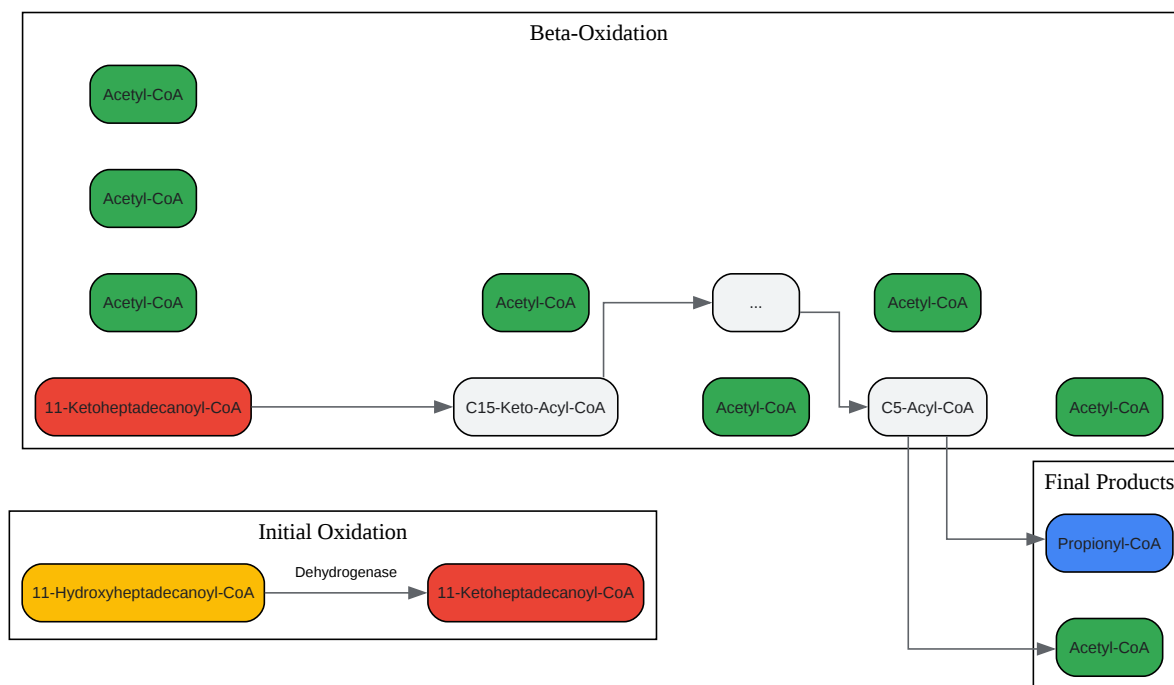 Beta-Oxidation
Acetyl-CoA
Acetyl-CoA
Acetyl-CoA
Acetyl-CoA
...
Acetyl-CoA
11-Ketoheptadecanoyl-CoA
C15-Keto-Acyl-CoA
Acetyl-CoA
C5-Acyl-CoA
Acetyl-CoA
Final Products
Propionyl-CoA
Acetyl-CoA
Initial Oxidation
11-Hydroxyheptadecanoyl-CoA
Dehydrogenase
11-Ketoheptadecanoyl-CoA